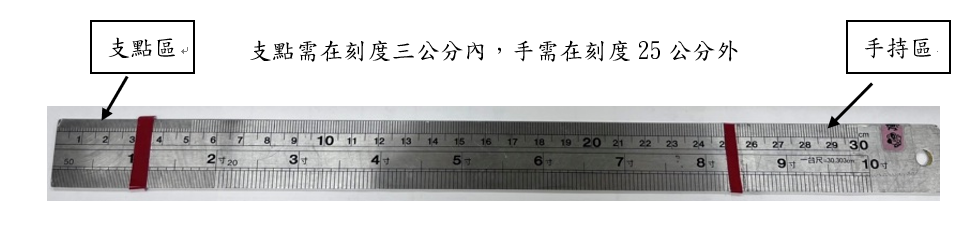 支點區
支點需在刻度三公分內，手需在刻度 25 公分外
手持區
1 2 3 4 5 6 7 8 9 10 11 12 13 14 15 16 17 18 19 20 21 22 23 24 26 27 28 29 30 cm
50 1 2寸 20 3寸 4寸 5寸 6寸 7寸 8寸 9寸 一台尺=30.303cm 10寸